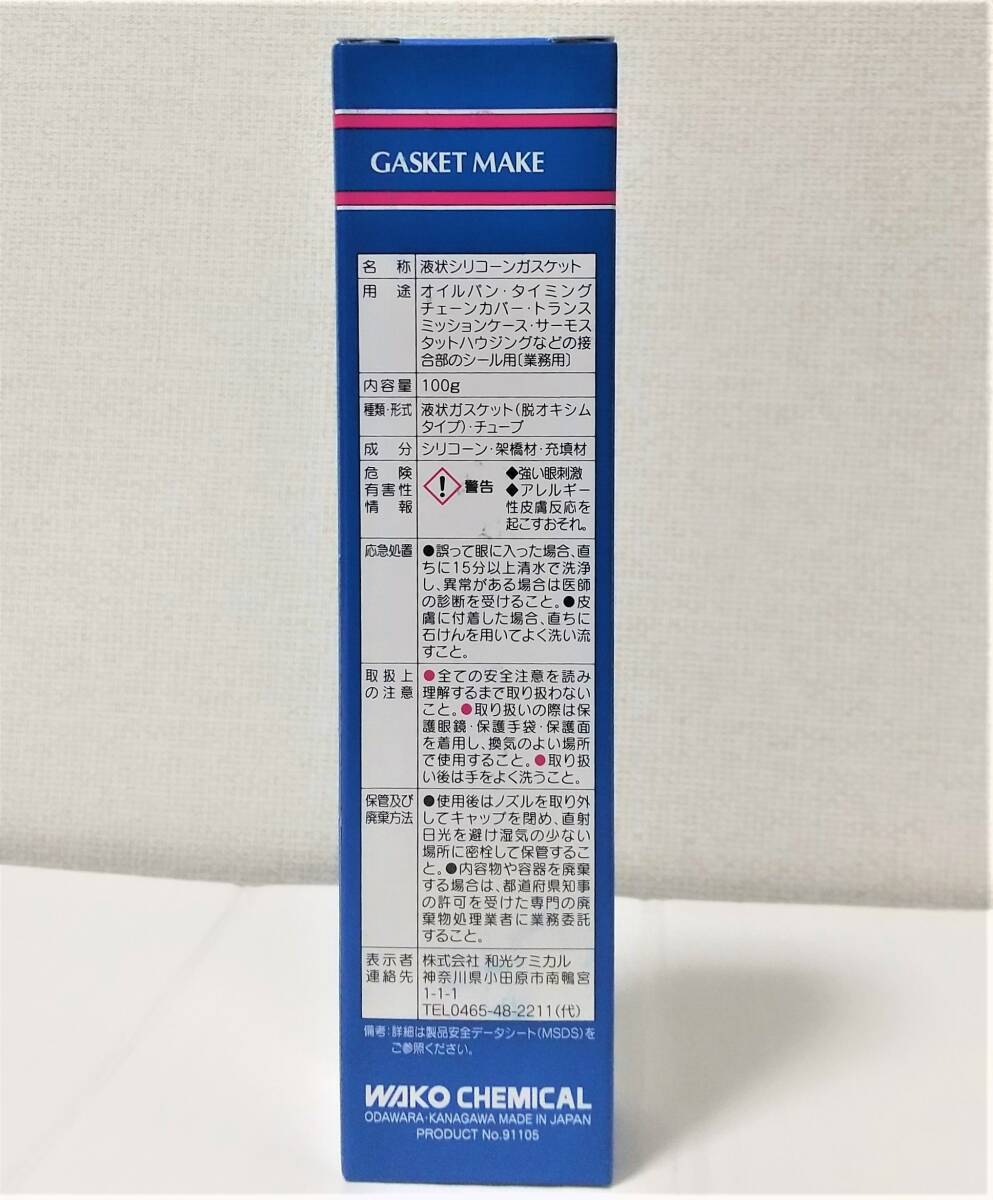 GASKET MAKE
名称 液状シリコーンガスケット
用途 オイルパン・タイミング
チェーンカバー・トランス
ミッションケース・サーモス
タットハウジングなどの接
合部のシール用〔業務用〕
内容量 100g
種類・形式 液状ガスケット(脱オキシム
タイプ)・チューブ
成分 シリコーン・架橋材・充填材
危険
有害性
情報
警告
◆強い眼刺激
◆アレルギー
性皮膚反応を
起こすおそれ。
応急処置 ●誤って眼に入った場合、直
ちに15分以上清水で洗浄
し、異常がある場合は医師
の診断を受けること。●皮
膚に付着した場合、直ちに
石けんを用いてよく洗い流
すこと。
取扱上
の注意
●全ての安全注意を読み
理解するまで取り扱わない
こと。●取り扱いの際は保
護眼鏡・保護手袋・保護面
を着用し、換気のよい場所
で使用すること。●取り扱
い後は手をよく洗うこと。
保管及び
廃棄方法
●使用後はノズルを取り外
してキャップを閉め、直射
日光を避け湿気の少ない
場所に密栓して保管するこ
と。●内容物や容器を廃棄
する場合は、都道府県知事
の許可を受けた専門の廃
棄物処理業者に業務委託
すること。
表示者
連絡先
株式会社 和光ケミカル
神奈川県小田原市南鴨宮
1-1-1
TEL0465-48-2211(代)
備考:詳細は製品安全データシート(MSDS)を
ご参照ください。
WAKO CHEMICAL
ODAWARA・KANAGAWA MADE IN JAPAN
PRODUCT No.91105